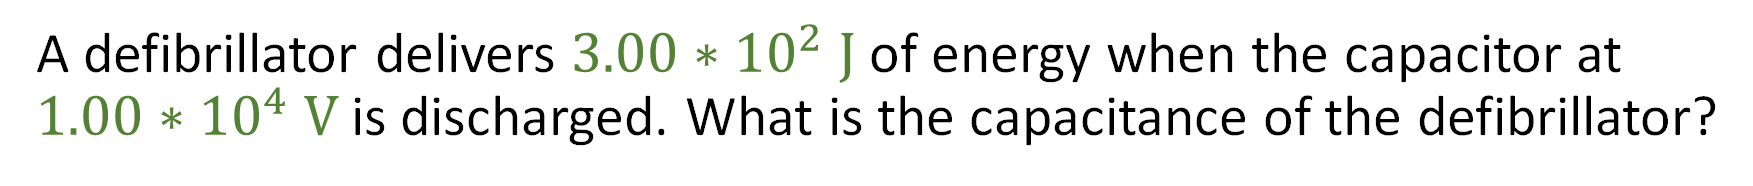 A defibrillator delivers 3.00 ∗ 10² J of energy when the capacitor at
1.00 ∗ 10⁴ V is discharged. What is the capacitance of the defibrillator?